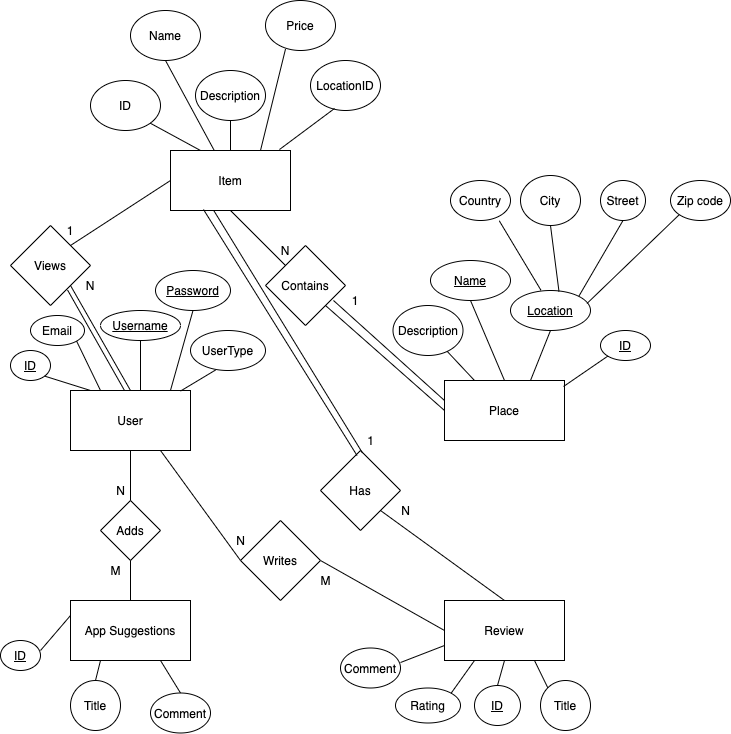 Price
Name
LocationID
Description
ID
Item
Country
City
Street
Zip code
1
N
Views
Contains
N
Name
Password
1
Location
Username
Email
Description
UserType
ID
ID
User
Place
1
Has
N
N
Adds
N
Writes
M
M
App Suggestions
Review
ID
Comment
Title
Comment
Rating
ID
Title